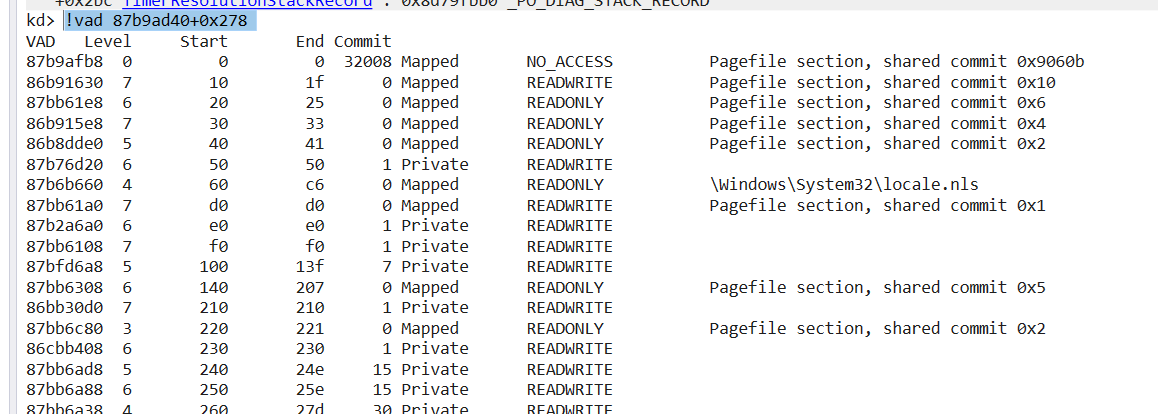 +0x2bc TimerResolutionStackRecord : 0x8d79fbb0 _PO_DIAG_STACK_RECORD
kd> !vad 87b9ad40+0x278
VAD Level Start End Commit
87b9afb8 0 0 0 32008 Mapped NO_ACCESS Pagefile section, shared commit 0x9060b
86b91630 7 10 1f 0 Mapped READWRITE Pagefile section, shared commit 0x10
87bb61e8 6 20 25 0 Mapped READONLY Pagefile section, shared commit 0x6
86b915e8 7 30 33 0 Mapped READONLY Pagefile section, shared commit 0x4
86b8dde0 5 40 41 0 Mapped READONLY Pagefile section, shared commit 0x2
87b76d20 6 50 50 1 Private READWRITE
87b6b660 4 60 c6 0 Mapped READONLY \Windows\System32\locale.nls
87bb61a0 7 d0 d0 0 Mapped READWRITE Pagefile section, shared commit 0x1
87b2a6a0 6 e0 e0 1 Private READWRITE
87bb6108 7 f0 f0 1 Private READWRITE
87bfd6a8 5 100 13f 7 Private READWRITE
87bb6308 6 140 207 0 Mapped READONLY Pagefile section, shared commit 0x5
86bb30d0 7 210 210 1 Private READWRITE
87bb6c80 3 220 221 0 Mapped READONLY Pagefile section, shared commit 0x2
86cbb408 6 230 230 1 Private READWRITE
87bb6ad8 5 240 24e 15 Private READWRITE
87bb6a88 6 250 25e 15 Private READWRITE
87bb6a38 4 260 27d 30 Private READWRITE